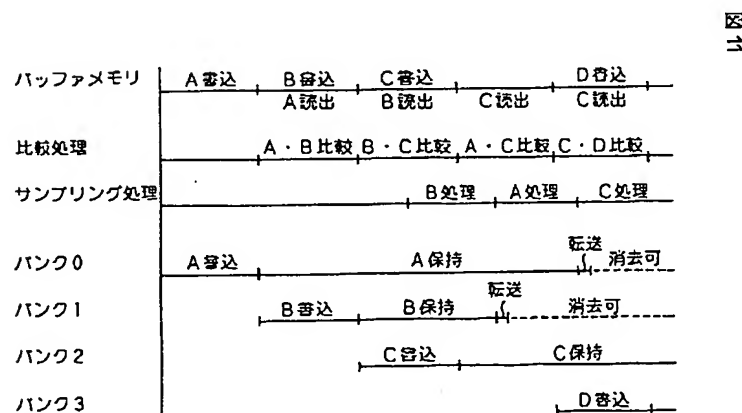 図11
バッファメモリ A書込 B書込 C書込 D書込
A読出 B読出 C読出 C読出
比較処理 A・B比較 B・C比較 A・C比較 C・D比較
サンプリング処理 B処理 A処理 C処理
バンク0 A書込 A保持 転送 消去可
バンク1 B書込 B保持 転送 消去可
バンク2 C書込 C保持
バンク3 D書込